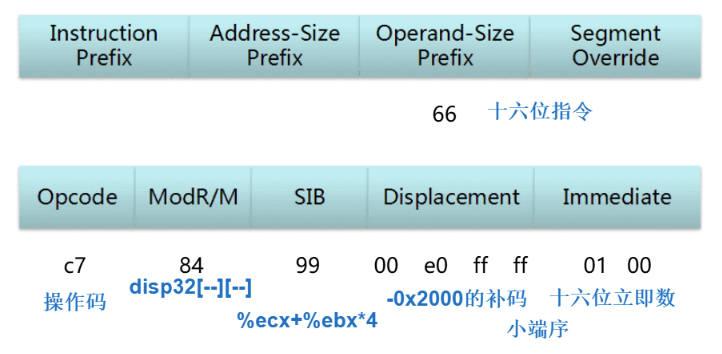 Instruction Prefix
Address-Size Prefix
Operand-Size Prefix
Segment Override
66 十六位指令
Opcode ModR/M SIB Displacement Immediate
c7 84 99 00 e0 ff ff 01 00
操作码 disp32[--][--] %ecx+%ebx*4 -0x2000的补码 十六位立即数
小端序